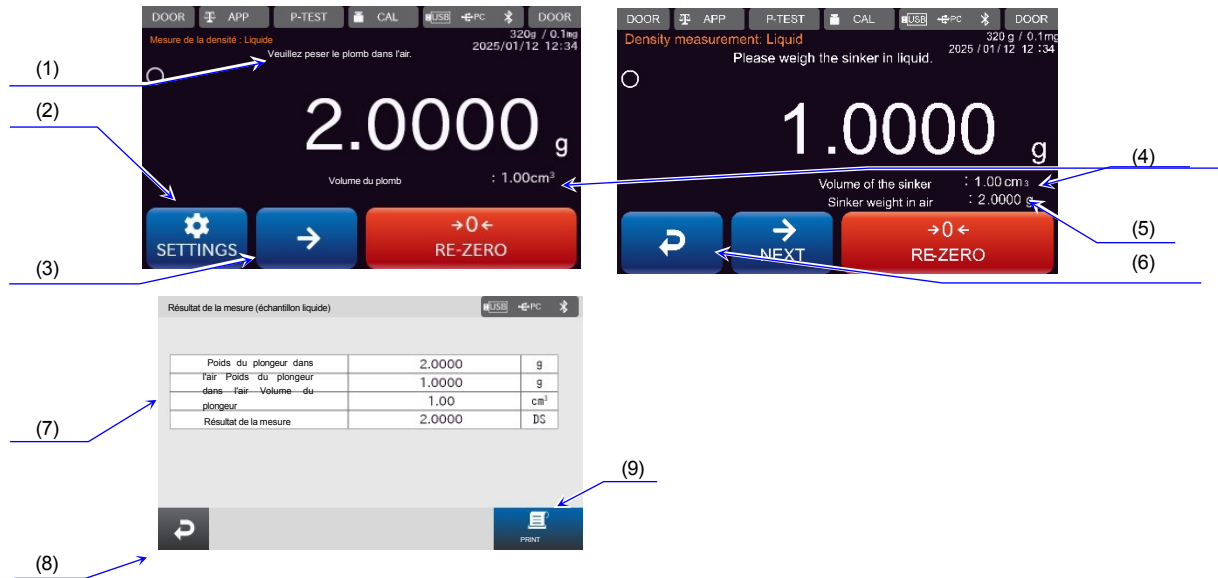 DOOR APP P-TEST CAL USB PC DOOR
Mesure de la densité : Liquide
320g / 0.1mg
2025/01/12 12:34
Veuillez peser le plomb dans l'air.
(1)
(2)
2.0000 g
Volume du plomb : 1.00cm³
SETTINGS
→0←
RE-ZERO
(3)
DOOR APP P-TEST CAL USB PC DOOR
Density measurement: Liquid
320 g / 0.1mg
2025 / 01 / 12 12 :34
Please weigh the sinker in liquid.
1.0000 g
(4)
Volume of the sinker : 1.00 cm 3
Sinker weight in air : 2.0000 g
(5)
(6)
NEXT
→0←
RE-ZERO
Résultat de la mesure (échantillon liquide) USB PC
Poids du plongeur dans
l'air Poids du plongeur
dans l'air Volume du
plongeur
Résultat de la mesure
2.0000 g
1.0000 g
1.00 cm³
2.0000 DS
(7)
(9)
PRINT
(8)